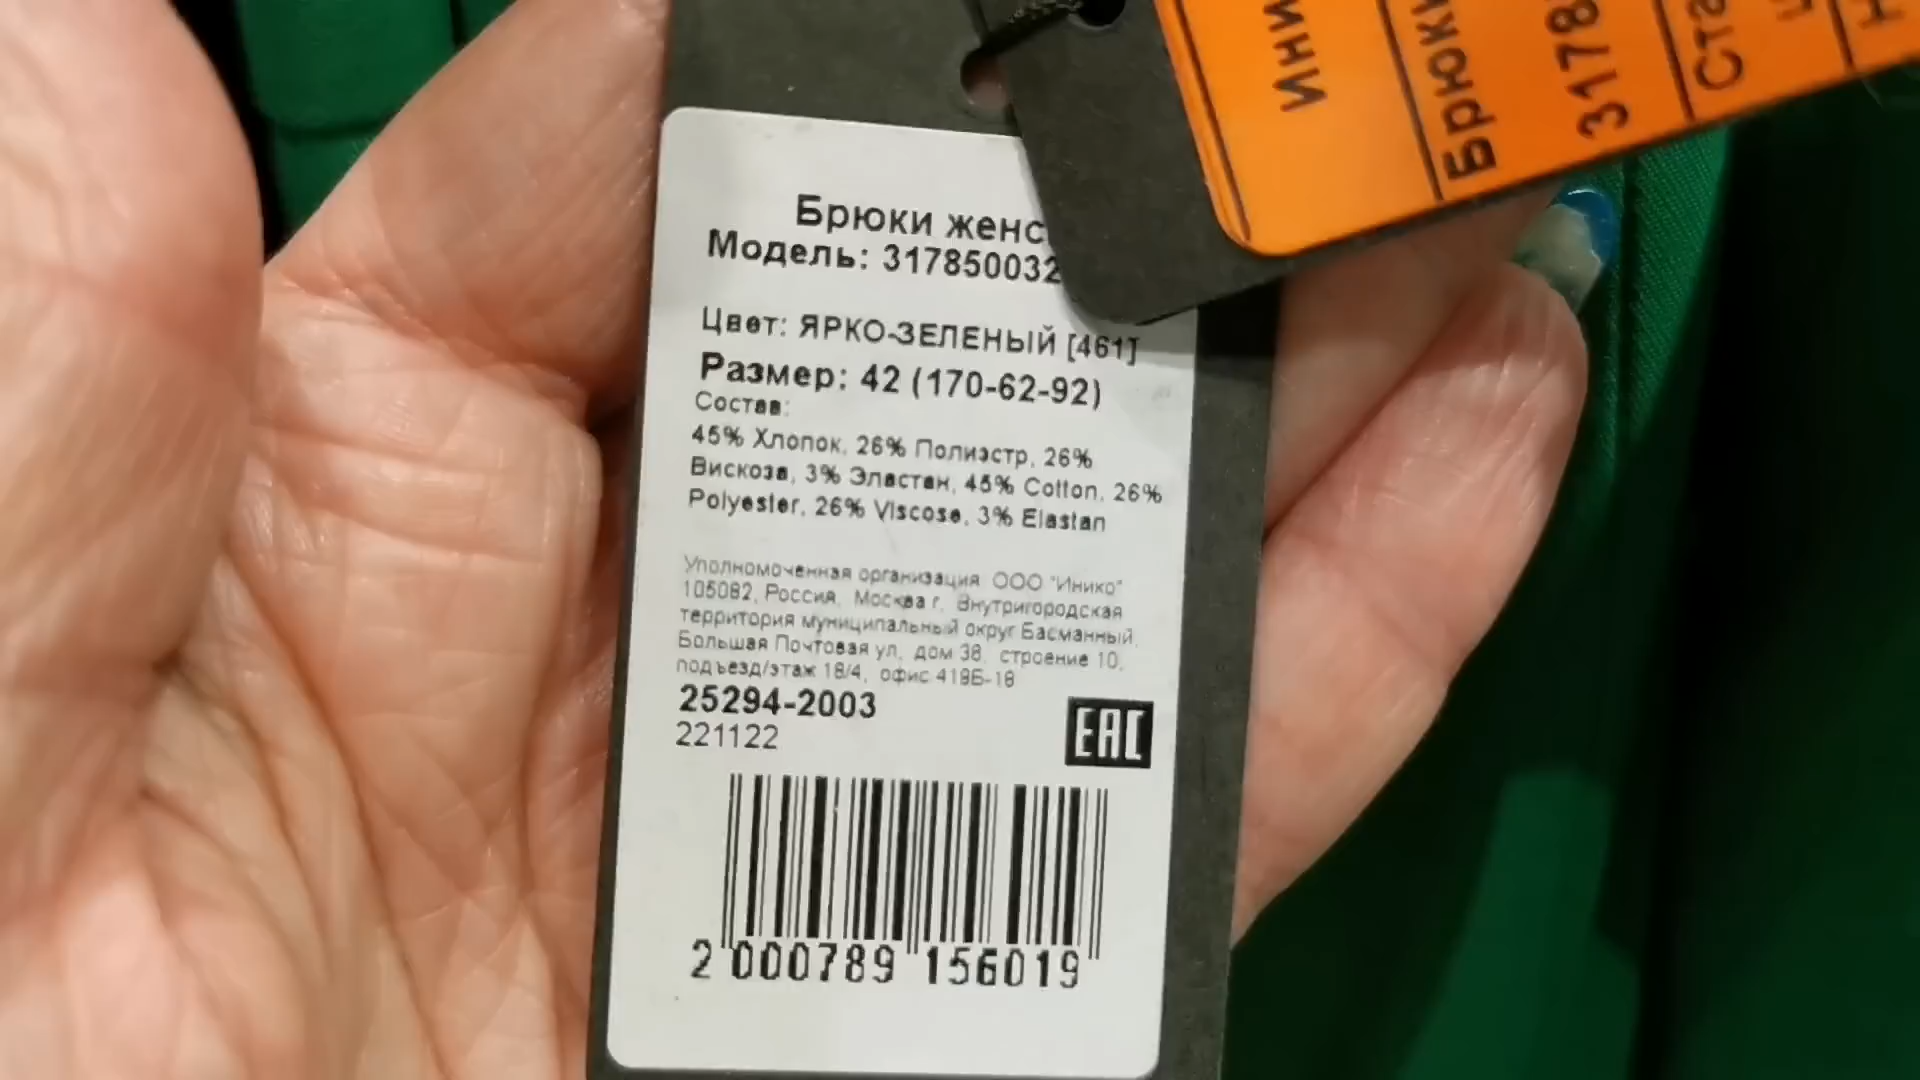 Ини
Брюки
3178
Ста
Брюки женс
Модель: 317850032
Цвет: ЯРКО-ЗЕЛЕНЫЙ [461]
Размер: 42 (170-62-92)
Состав:
45% Хлопок, 26% Полиэстр, 26%
Вискоза, 3% Эластан, 45% Cotton, 26%
Polyester, 26% Viscose, 3% Elastan
Уполномоченная организация: ООО "Инико"
105082, Россия, Москва г, Внутригородская
территория муниципальный округ Басманный,
Большая Почтовая ул, дом 38, строение 10,
подъезд/этаж 18/4, офис 419Б-18
25294-2003
221122
EAC
2 000789 156019